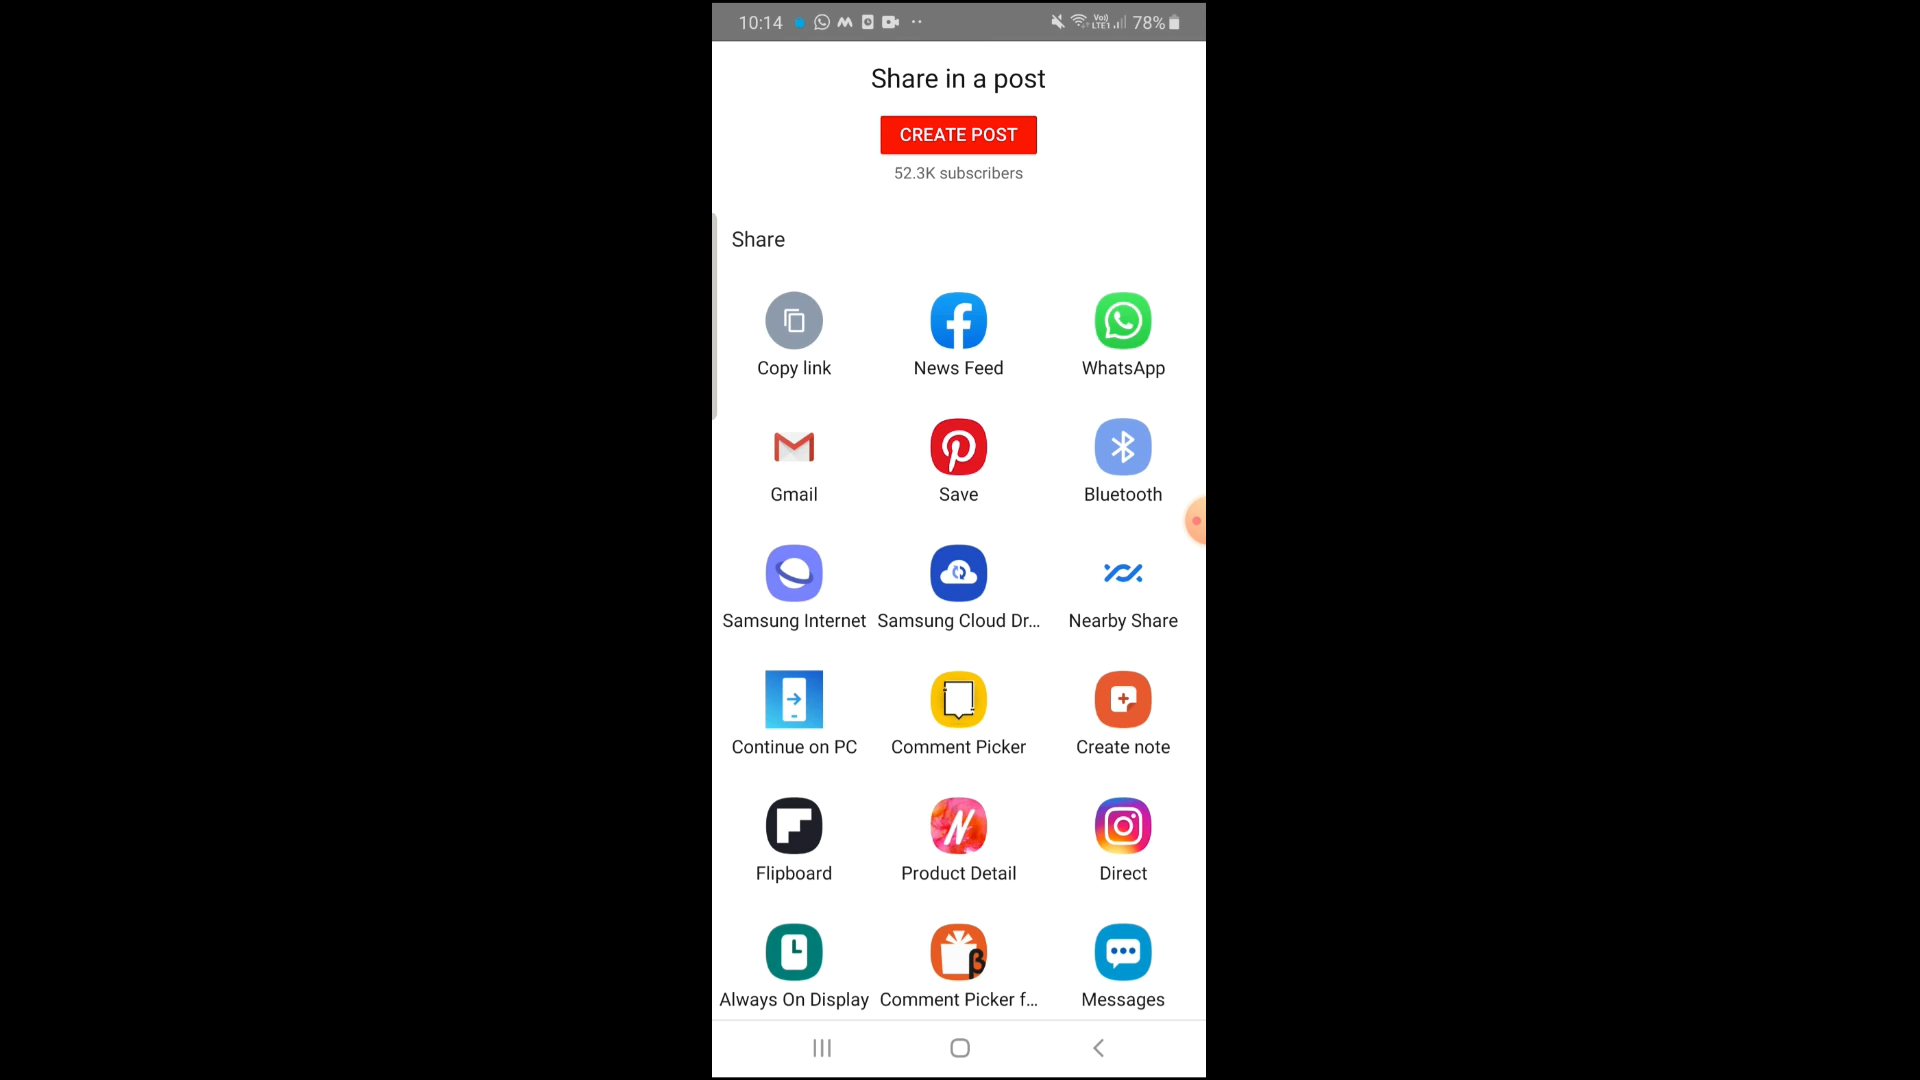 10:14
Vo) LTE1 78%
Share in a post
CREATE POST
52.3K subscribers
Share
Copy link News Feed WhatsApp
Gmail Save Bluetooth
Samsung Internet Samsung Cloud Dr... Nearby Share
Continue on PC Comment Picker Create note
Flipboard Product Detail Direct
Always On Display Comment Picker f... Messages